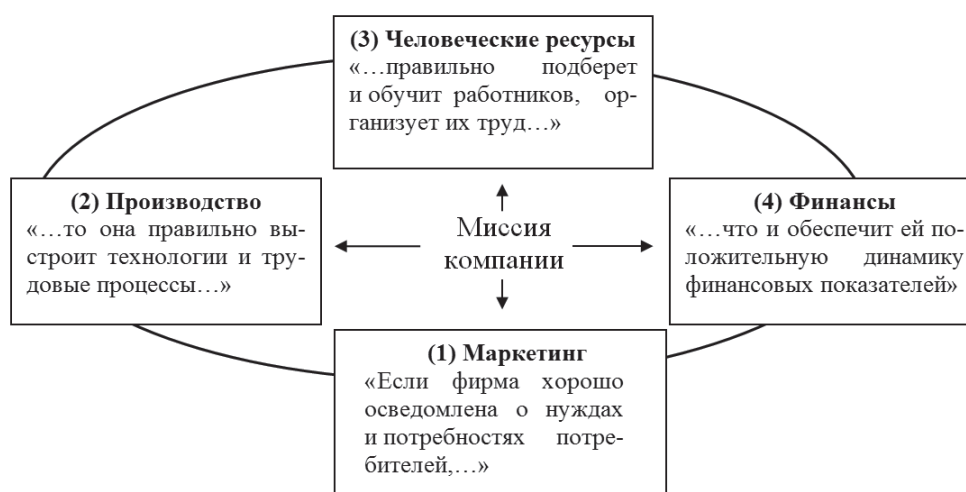 (3) Человеческие ресурсы
«…правильно подберет
и обучит работников, ор-
ганизует их труд…»
(2) Производство
«…то она правильно вы-
строит технологии и тру-
довые процессы…»
Миссия
компании
(4) Финансы
«…что и обеспечит ей по-
ложительную динамику
финансовых показателей»
(1) Маркетинг
«Если фирма хорошо
осведомлена о нуждах
и потребностях потре-
бителей,…»